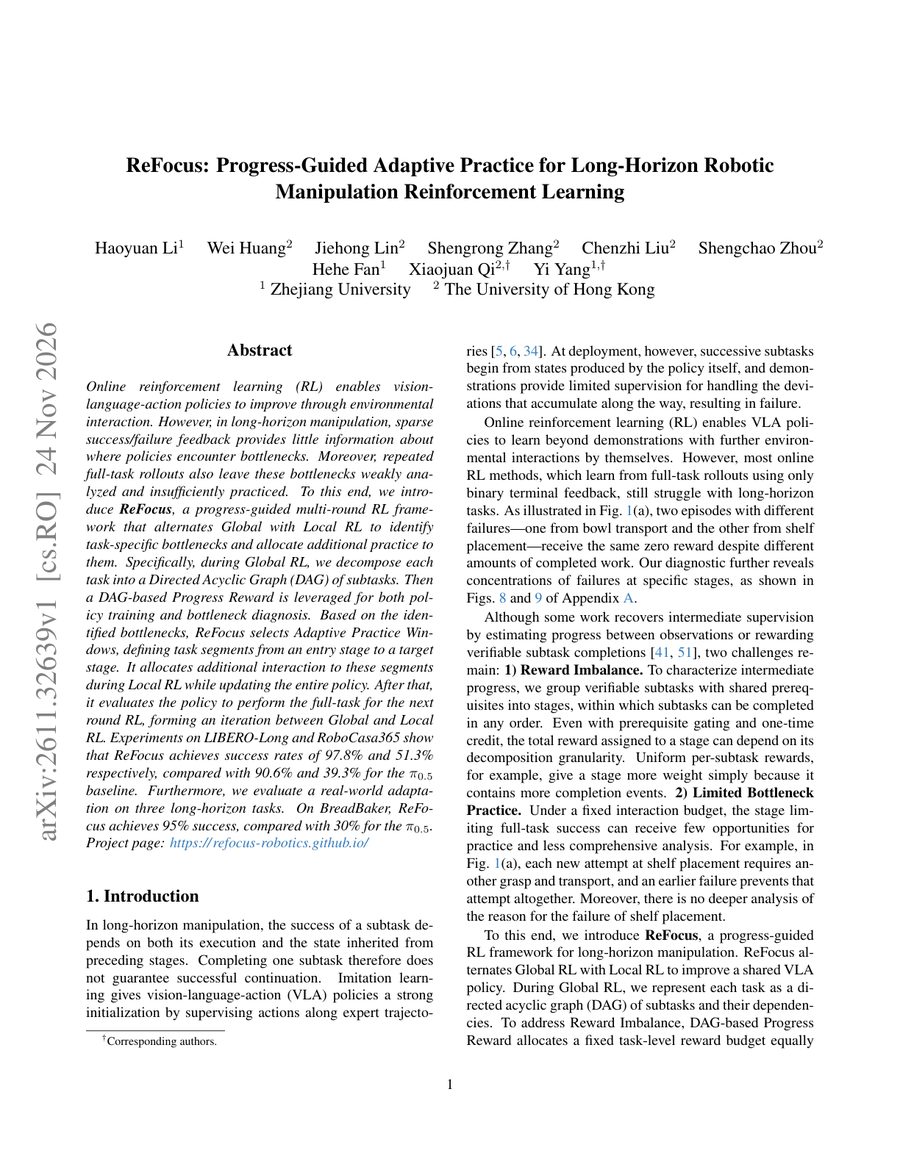 ReFocus: Progress-Guided Adaptive Practice for Long-Horizon Robotic
Manipulation Reinforcement Learning
Haoyuan Li1 Wei Huang2 Jiehong Lin2 Shengrong Zhang2 Chenzhi Liu2 Shengchao Zhou2
Hehe Fan1 Xiaojuan Qi2,† Yi Yang1,†
1 Zhejiang University 2 The University of Hong Kong
arXiv:2611.32639v1 [cs.RO] 24 Nov 2026
Abstract
Online reinforcement learning (RL) enables vision-
language-action policies to improve through environmental
interaction. However, in long-horizon manipulation, sparse
success/failure feedback provides little information about
where policies encounter bottlenecks. Moreover, repeated
full-task rollouts also leave these bottlenecks weakly ana-
lyzed and insufficiently practiced. To this end, we intro-
duce ReFocus, a progress-guided multi-round RL frame-
work that alternates Global with Local RL to identify
task-specific bottlenecks and allocate additional practice to
them. Specifically, during Global RL, we decompose each
task into a Directed Acyclic Graph (DAG) of subtasks. Then
a DAG-based Progress Reward is leveraged for both pol-
icy training and bottleneck diagnosis. Based on the iden-
tified bottlenecks, ReFocus selects Adaptive Practice Win-
dows, defining task segments from an entry stage to a target
stage. It allocates additional interaction to these segments
during Local RL while updating the entire policy. After that,
it evaluates the policy to perform the full-task for the next
round RL, forming an iteration between Global and Local
RL. Experiments on LIBERO-Long and RoboCasa365 show
that ReFocus achieves success rates of 97.8% and 51.3%
respectively, compared with 90.6% and 39.3% for the π0.5
baseline. Furthermore, we evaluate a real-world adapta-
tion on three long-horizon tasks. On BreadBaker, ReFo-
cus achieves 95% success, compared with 30% for the π0.5.
Project page: https://refocus-robotics.github.io/
1. Introduction
In long-horizon manipulation, the success of a subtask de-
pends on both its execution and the state inherited from
preceding stages. Completing one subtask therefore does
not guarantee successful continuation. Imitation learn-
ing gives vision-language-action (VLA) policies a strong
initialization by supervising actions along expert trajecto-
†Corresponding authors.
ries [5, 6, 34]. At deployment, however, successive subtasks
begin from states produced by the policy itself, and demon-
strations provide limited supervision for handling the devi-
ations that accumulate along the way, resulting in failure.
Online reinforcement learning (RL) enables VLA poli-
cies to learn beyond demonstrations with further environ-
mental interactions by themselves. However, most online
RL methods, which learn from full-task rollouts using only
binary terminal feedback, still struggle with long-horizon
tasks. As illustrated in Fig. 1(a), two episodes with different
failures—one from bowl transport and the other from shelf
placement—receive the same zero reward despite different
amounts of completed work. Our diagnostic further reveals
concentrations of failures at specific stages, as shown in
Figs. 8 and 9 of Appendix A.
Although some work recovers intermediate supervision
by estimating progress between observations or rewarding
verifiable subtask completions [41, 51], two challenges re-
main: 1) Reward Imbalance. To characterize intermediate
progress, we group verifiable subtasks with shared prereq-
uisites into stages, within which subtasks can be completed
in any order. Even with prerequisite gating and one-time
credit, the total reward assigned to a stage can depend on its
decomposition granularity. Uniform per-subtask rewards,
for example, give a stage more weight simply because it
contains more completion events. 2) Limited Bottleneck
Practice. Under a fixed interaction budget, the stage lim-
iting full-task success can receive few opportunities for
practice and less comprehensive analysis. For example, in
Fig. 1(a), each new attempt at shelf placement requires an-
other grasp and transport, and an earlier failure prevents that
attempt altogether. Moreover, there is no deeper analysis of
the reason for the failure of shelf placement.
To this end, we introduce ReFocus, a progress-guided
RL framework for long-horizon manipulation. ReFocus al-
ternates Global RL with Local RL to improve a shared VLA
policy. During Global RL, we represent each task as a di-
rected acyclic graph (DAG) of subtasks and their dependen-
cies. To address Reward Imbalance, DAG-based Progress
Reward allocates a fixed task-level reward budget equally
1